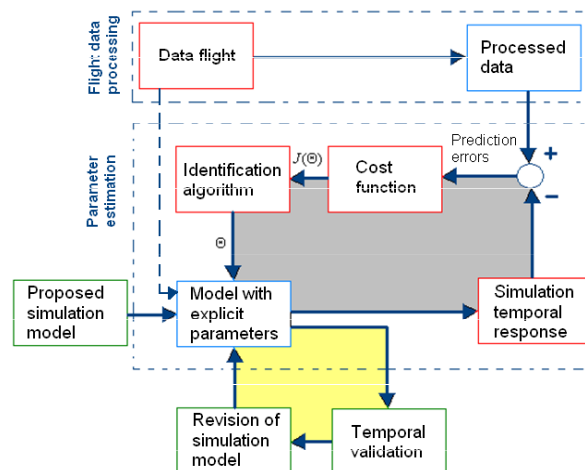 Fligh: data
processing
Data flight
Processed
data
Parameter
estimation
Identification
algorithm
J(Θ)
Cost
function
Prediction
errors
+
−
Θ
Proposed
simulation
model
Model with
explicit
parameters
Simulation
temporal
response
Revision of
simulation
model
Temporal
validation